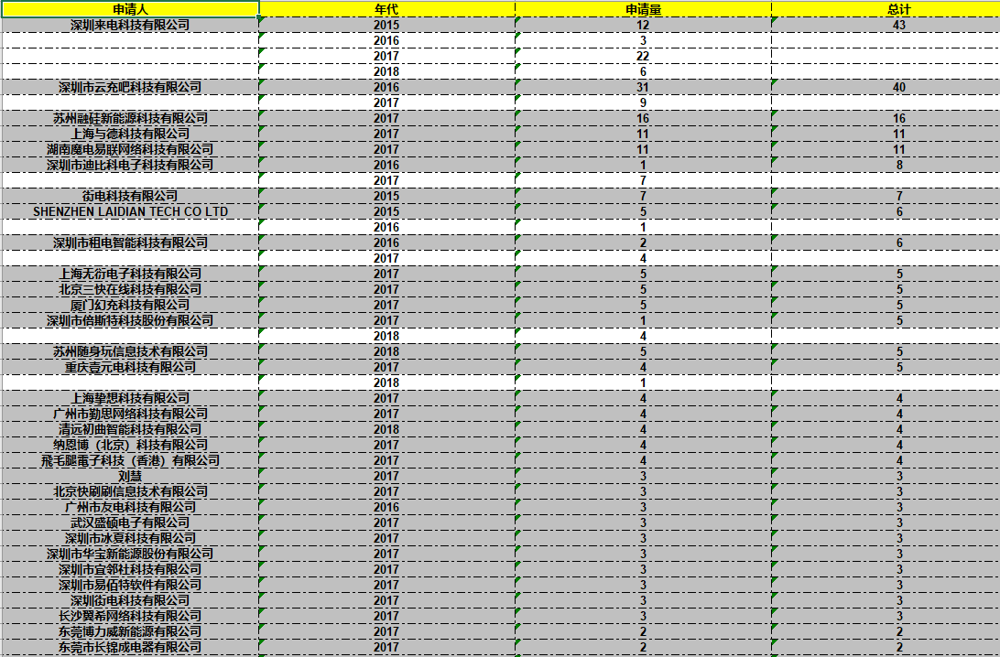 申请人 年代 申请量 总计
深圳来电科技有限公司 2015 12 43
2016 3
2017 22
2018 6
深圳市云充吧科技有限公司 2016 31 40
2017 9
苏州融硅新能源科技有限公司 2017 16 16
上海与德科技有限公司 2017 11 11
湖南魔电易联网络科技有限公司 2017 11 11
深圳市迪比科电子科技有限公司 2016 1 8
2017 7
街电科技有限公司 2015 7 7
SHENZHEN LAIDIAN TECH CO LTD 2015 5 6
2016 1
深圳市租电智能科技有限公司 2016 2 6
2017 4
上海无衍电子科技有限公司 2017 5 5
北京三快在线科技有限公司 2017 5 5
厦门幻充科技有限公司 2017 5 5
深圳市倍斯特科技股份有限公司 2017 1 5
2018 4
苏州随身玩信息技术有限公司 2018 5 5
重庆壹元电科技有限公司 2017 4 5
2018 1
上海挚想科技有限公司 2017 4 4
广州市勤思网络科技有限公司 2017 4 4
清远初曲智能科技有限公司 2018 4 4
纳恩博（北京）科技有限公司 2017 4 4
飛毛腿電子科技（香港）有限公司 2017 4 4
刘慧 2017 3 3
北京快刷刷信息技术有限公司 2017 3 3
广州市友电科技有限公司 2016 3 3
武汉盛硕电子有限公司 2017 3 3
深圳市冰夏科技有限公司 2017 3 3
深圳市华宝新能源股份有限公司 2017 3 3
深圳市宜邻社科技有限公司 2017 3 3
深圳市易佰特软件有限公司 2017 3 3
深圳街电科技有限公司 2017 3 3
长沙翼希网络科技有限公司 2017 3 3
东莞博力威新能源有限公司 2017 2 2
东莞市长锦成电器有限公司 2017 2 2